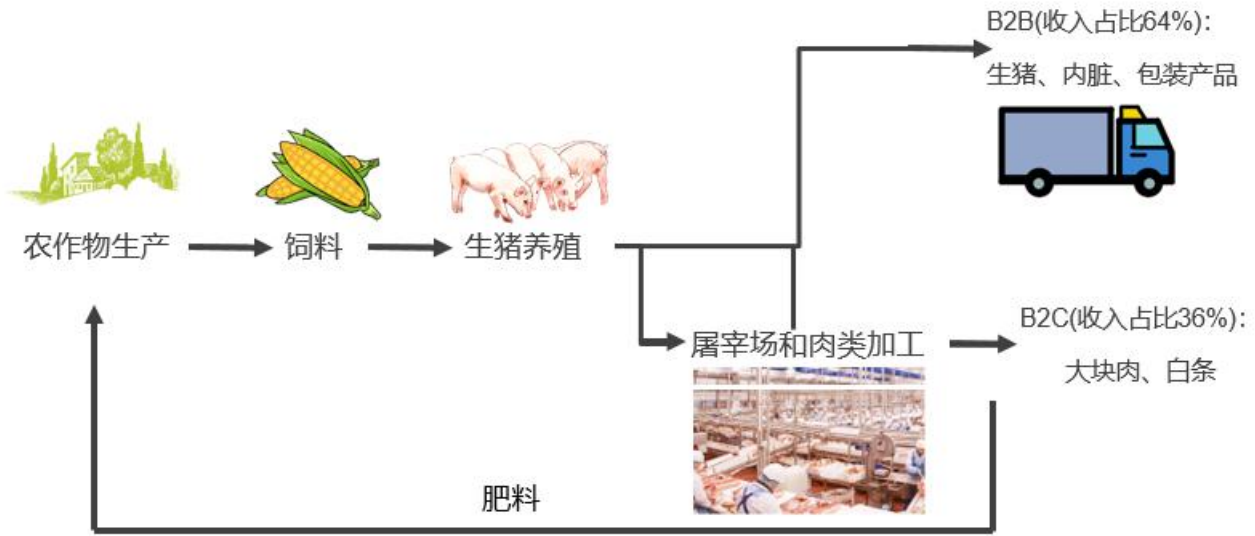 B2B(收入占比64%)：
生猪、内脏、包装产品
农作物生产
饲料
生猪养殖
屠宰场和肉类加工
B2C(收入占比36%)：
大块肉、白条
肥料